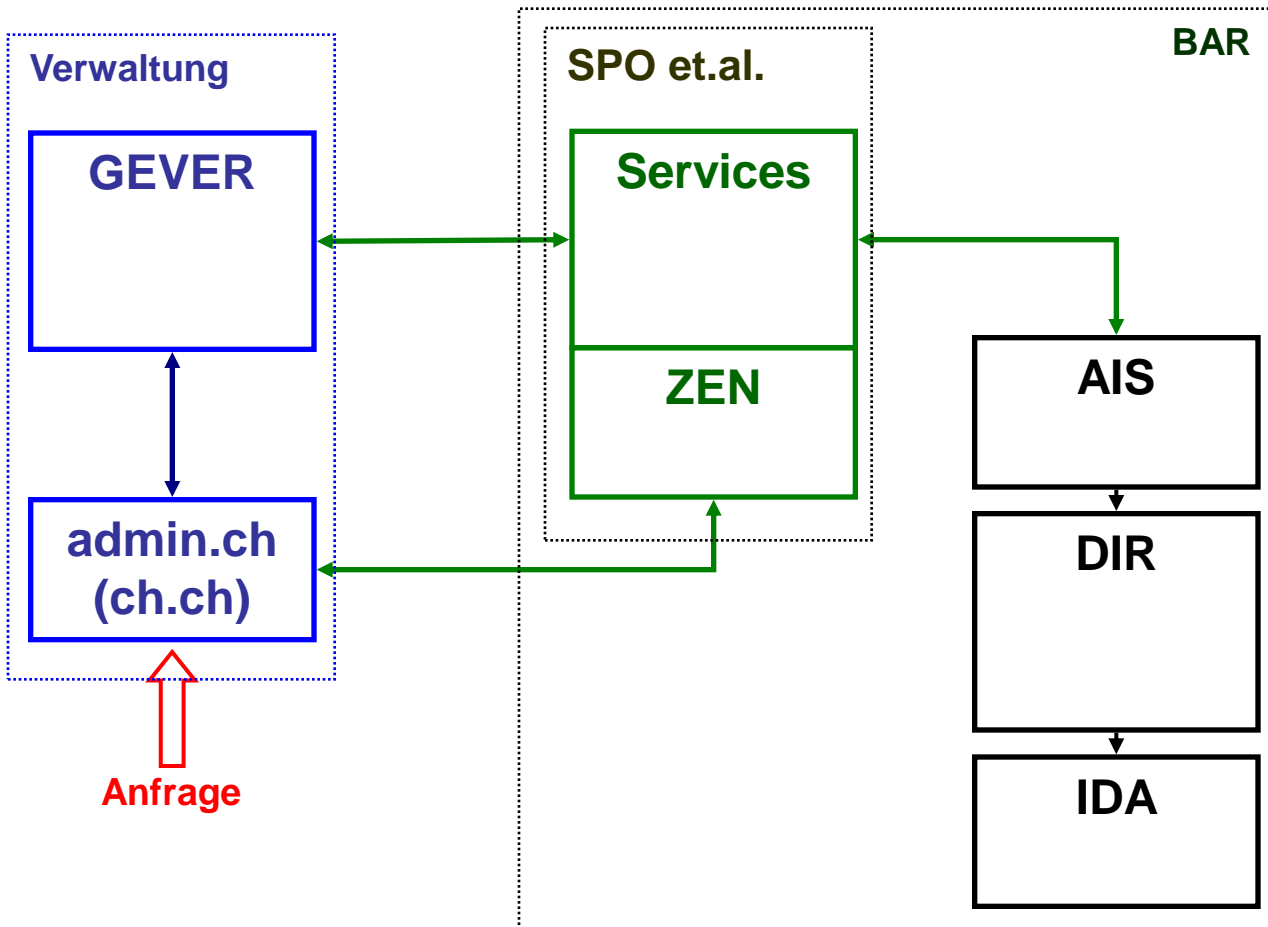 BAR
Verwaltung
SPO et.al.
GEVER
Services
AIS
ZEN
admin.ch
(ch.ch)
DIR
Anfrage
IDA